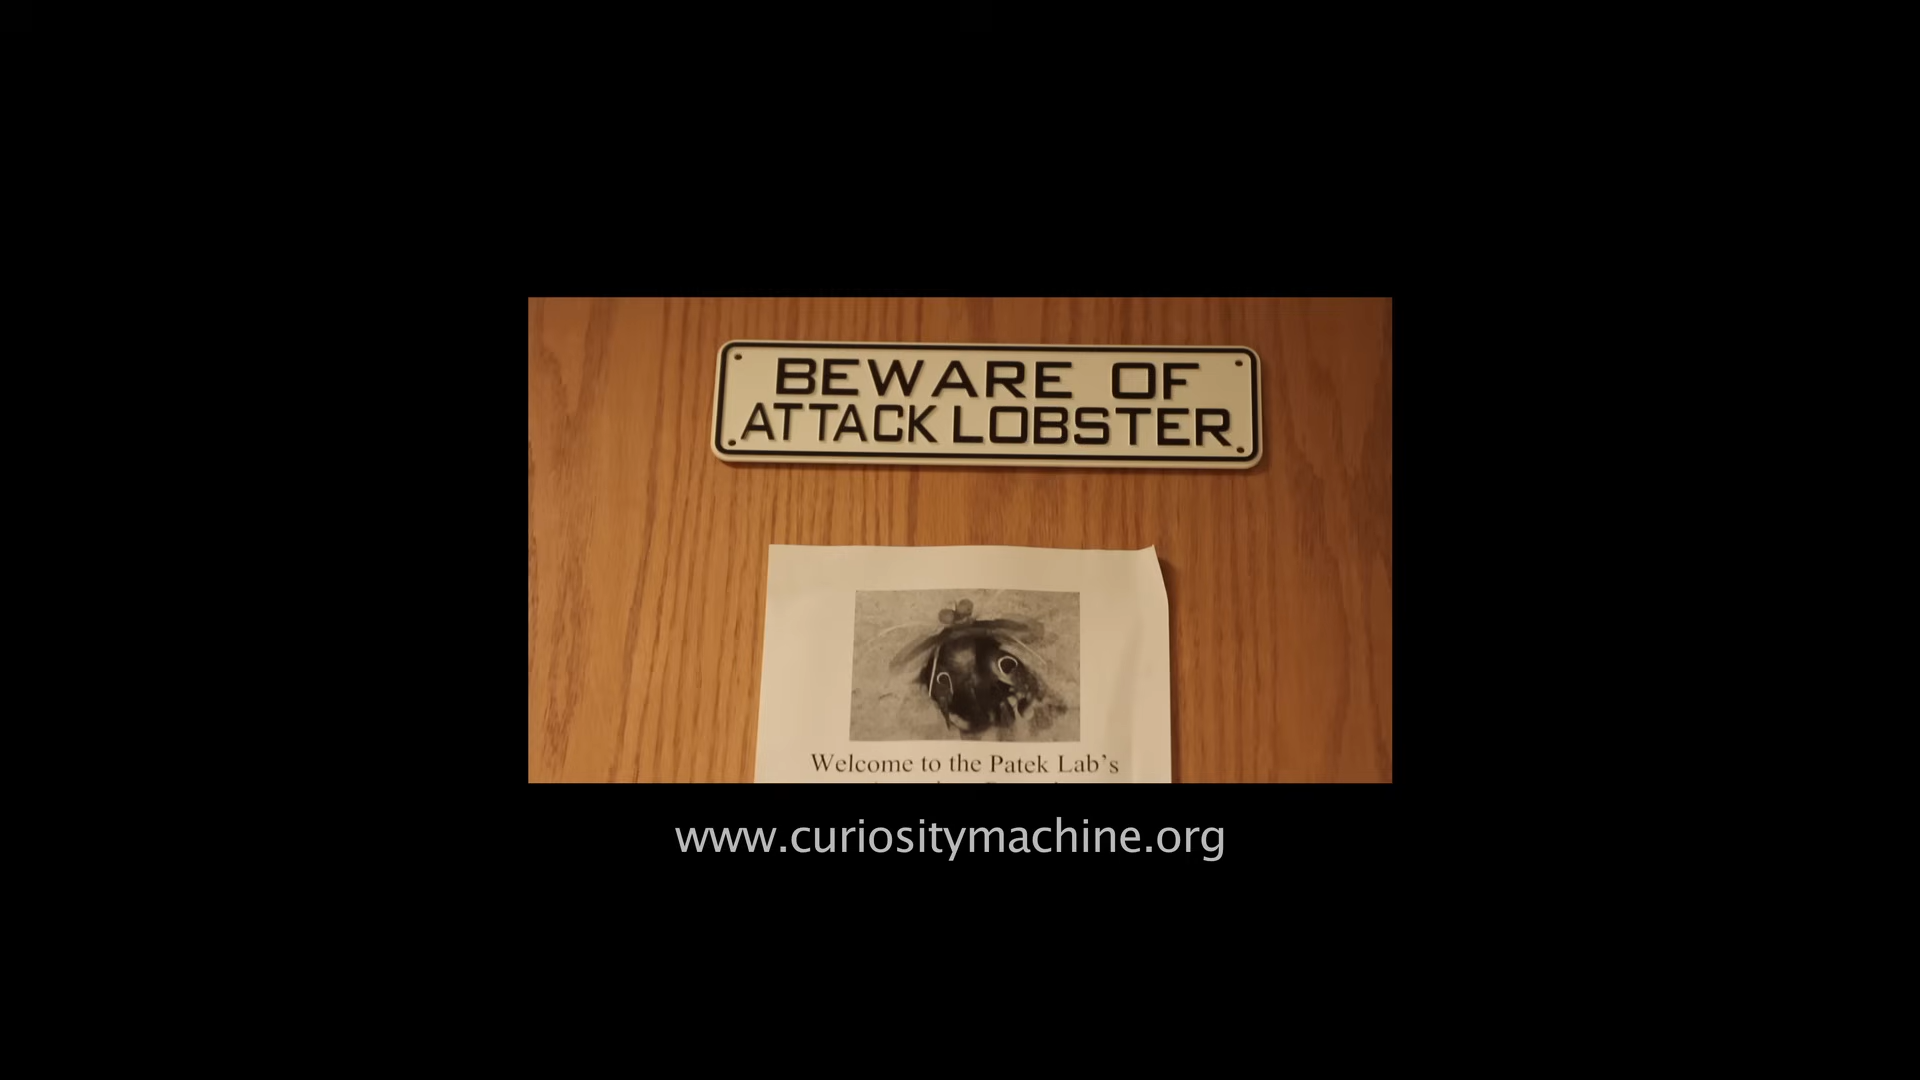 BEWARE OF
ATTACK LOBSTER
Welcome to the Patek Lab's
www.curiositymachine.org